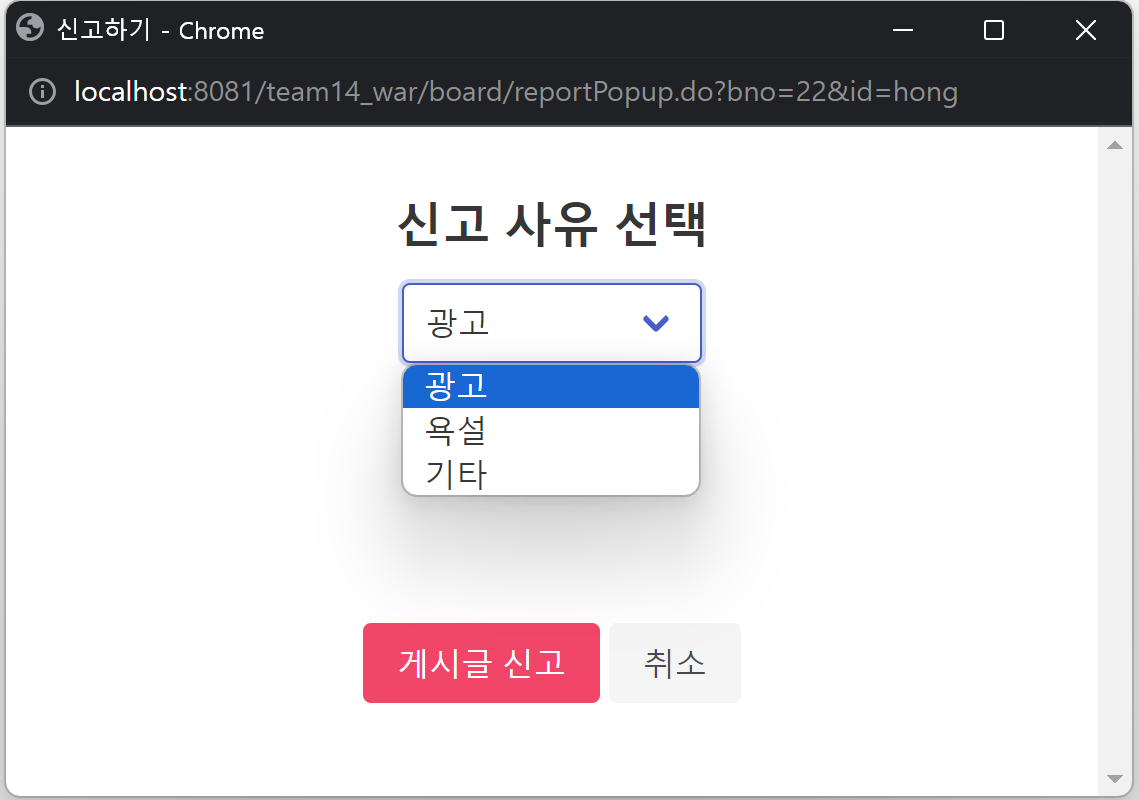 신고하기 - Chrome
localhost:8081/team14_war/board/reportPopup.do?bno=22&id=hong
신고 사유 선택
광고
광고
욕설
기타
게시글 신고 취소